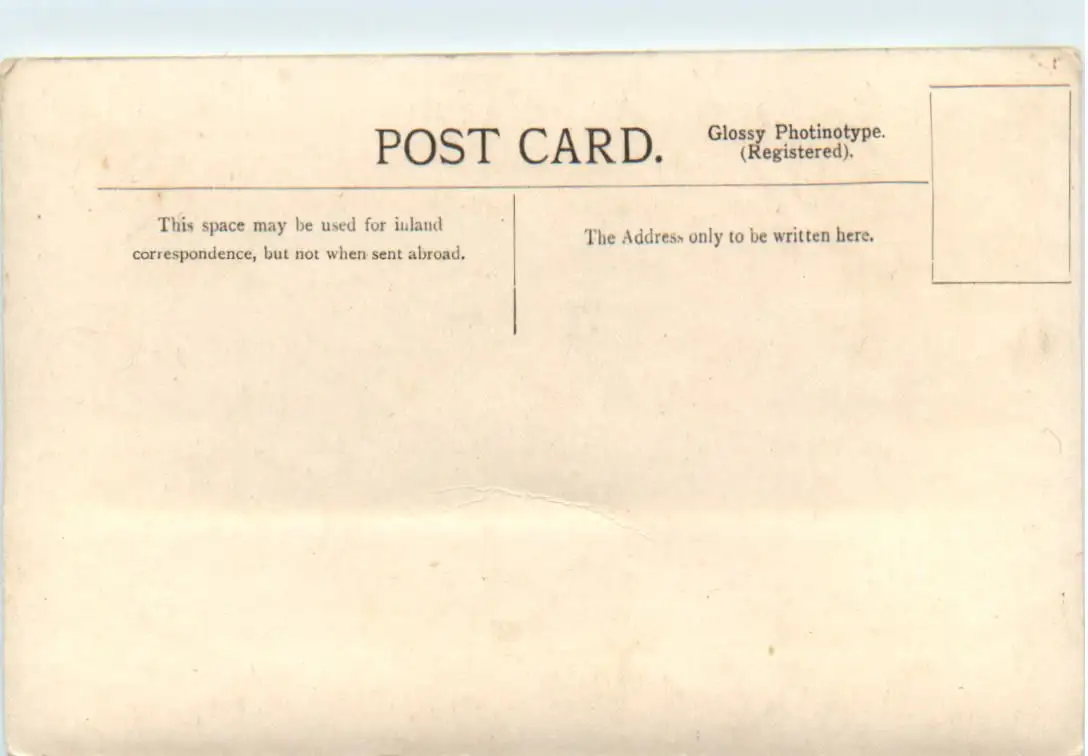 POST CARD.
Glossy Photinotype.
(Registered).
This space may be used for inland
correspondence, but not when sent abroad.
The Address only to be written here.